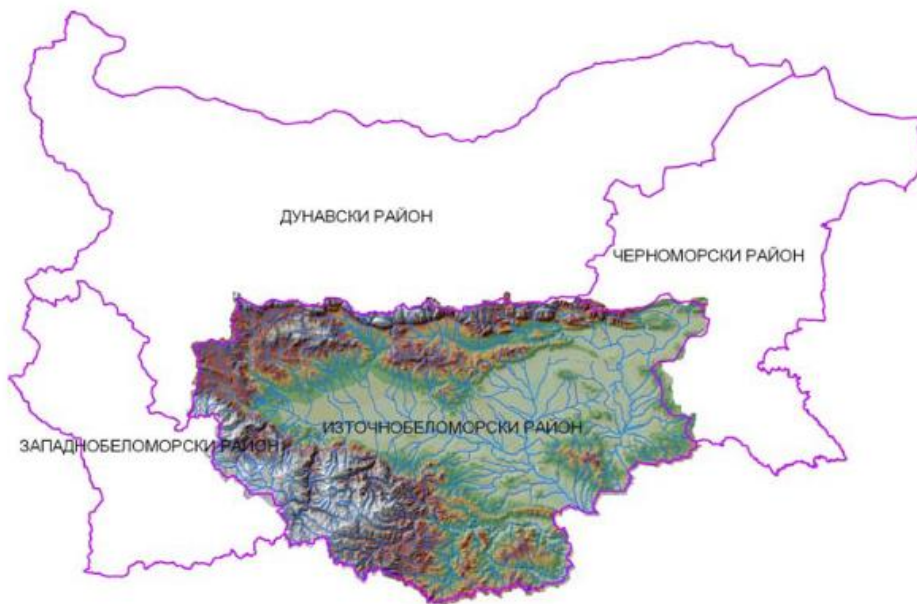 ДУНАВСКИ РАЙОН
ЧЕРНОМОРСКИ РАЙОН
ИЗТОЧНОБЕЛОМОРСКИ РАЙОН
ЗАПАДНОБЕЛОМОРСКИ РАЙОН